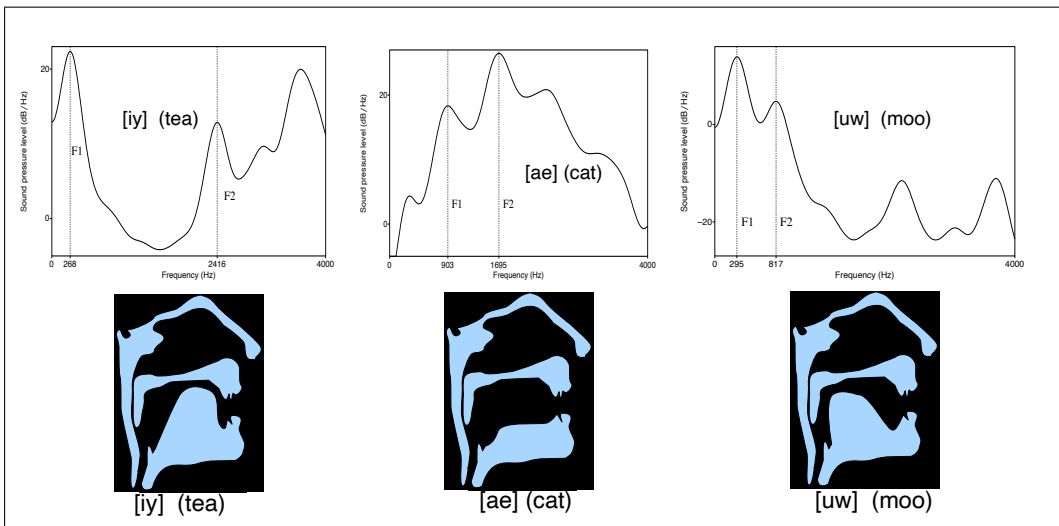 Sound pressure level (dB/Hz)
20
0
[iy] (tea)
F1
F2
0 268 2416 4000
Frequency (Hz)
Sound pressure level (dB/Hz)
20
0
[ae] (cat)
F1
F2
0 903 1695 4000
Frequency (Hz)
Sound pressure level (dB/Hz)
0
−20
[uw] (moo)
F1
F2
0 295 817 4000
Frequency (Hz)
[iy] (tea)
[ae] (cat)
[uw] (moo)